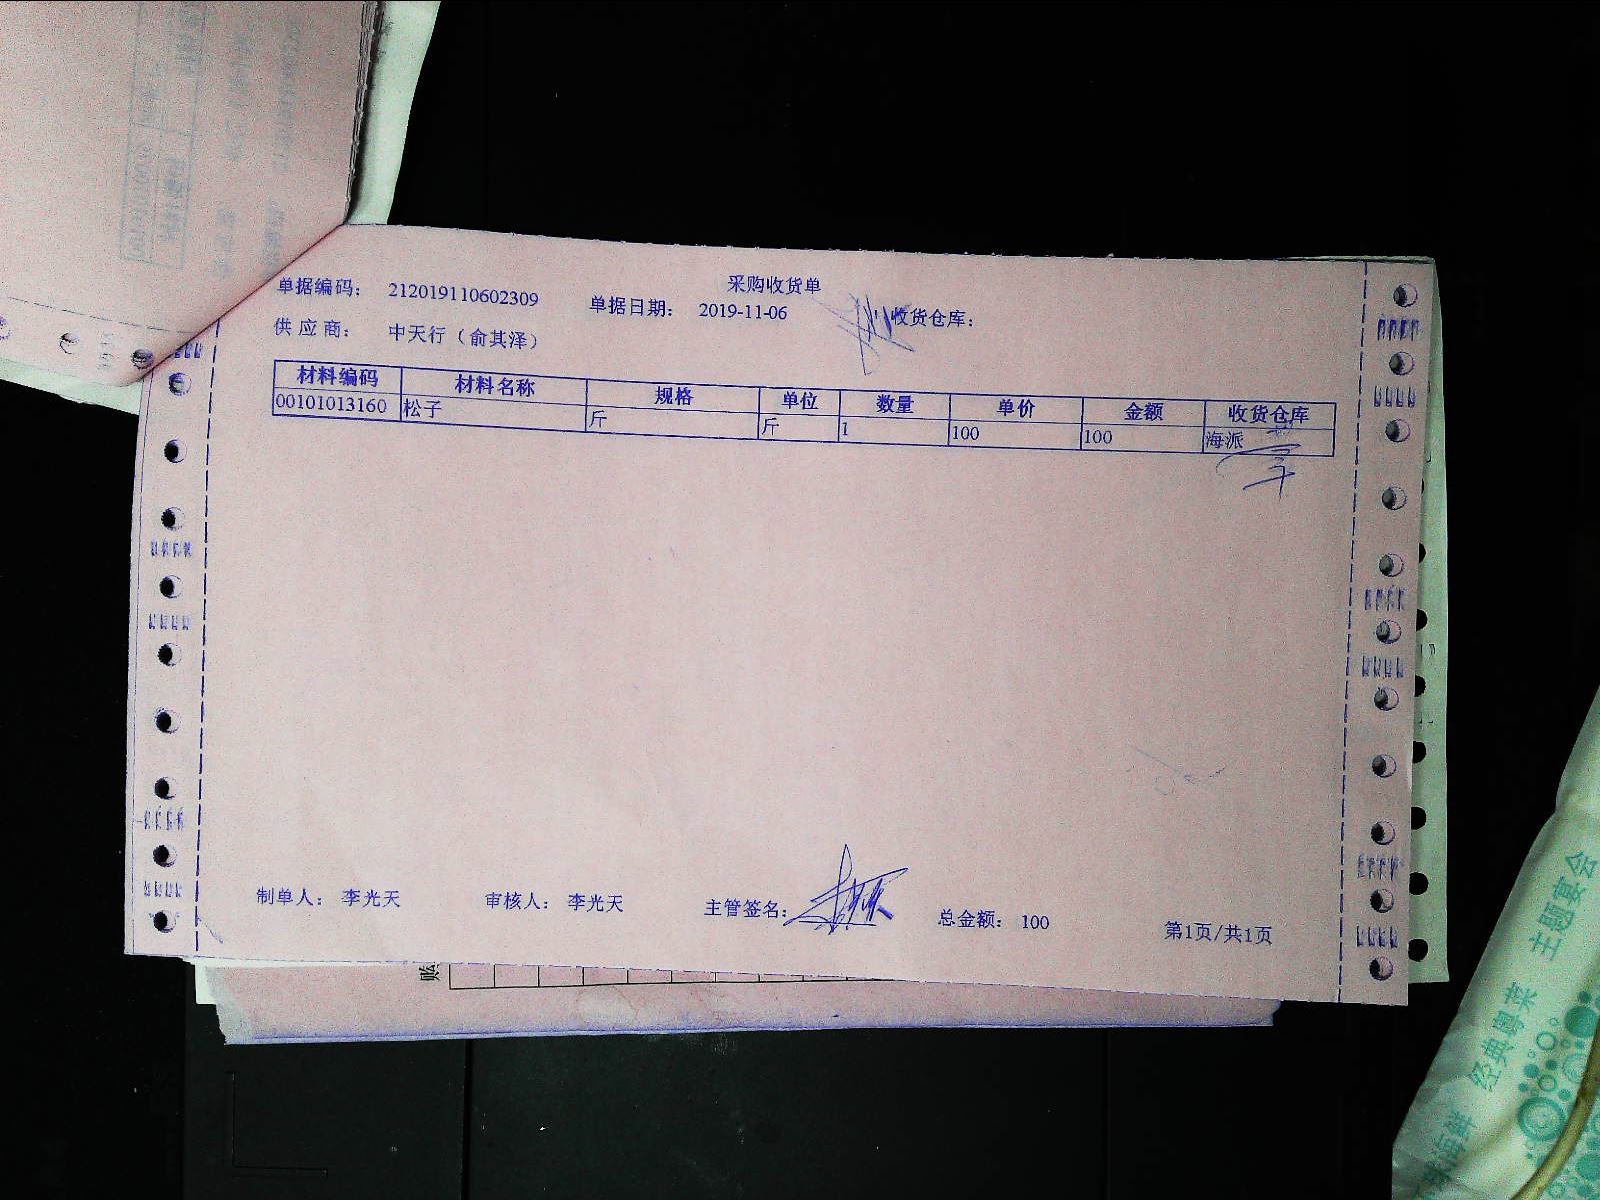 采购收货单
单据编码： 212019110602309 单据日期： 2019-11-06 收货仓库：
供 应 商： 中天行（俞其泽）
材料编码 材料名称 规格 单位 数量 单价 金额 收货仓库
00101013160 松子 斤 斤 1 100 100 海派
制单人： 李光天 审核人： 李光天 主管签名： 总金额： 100 第1页/共1页
经典粤菜 主题宴会
海鲜